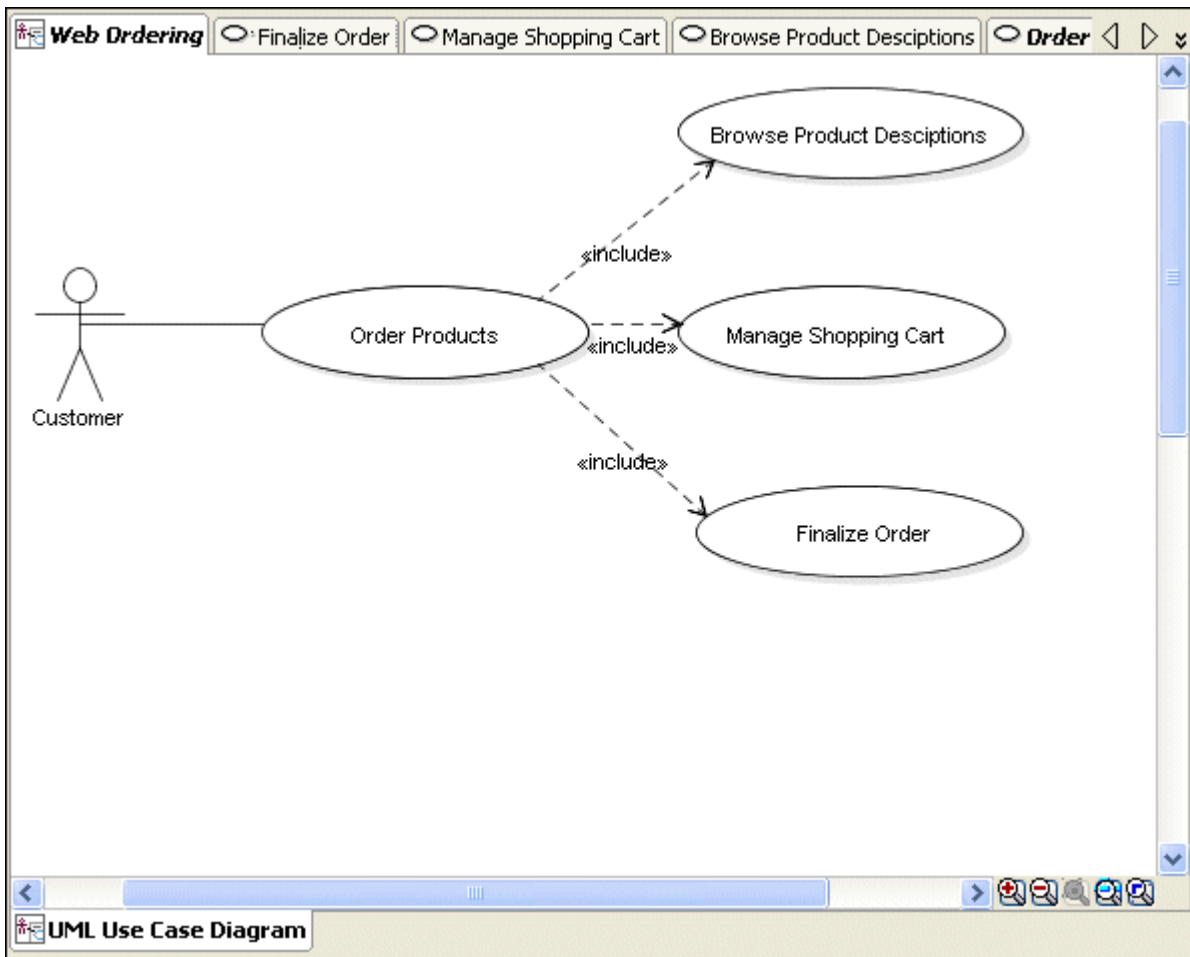 Web Ordering
Finalize Order
Manage Shopping Cart
Browse Product Desciptions
Order
Browse Product Desciptions
«include»
Order Products
Manage Shopping Cart
«include»
Customer
«include»
Finalize Order
UML Use Case Diagram